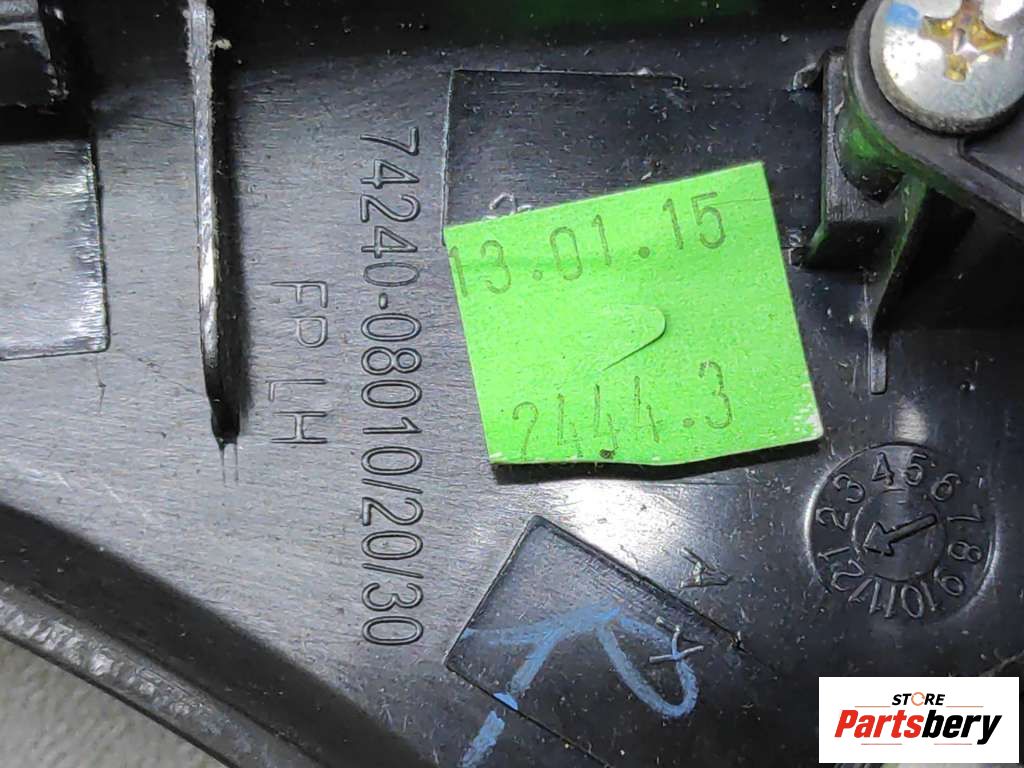 74240-08010/20/30
FP LH
13.01.15
2444.3
1 2 3 4 5 6 7 8 9 10 11 12
A
STORE
Partsbery